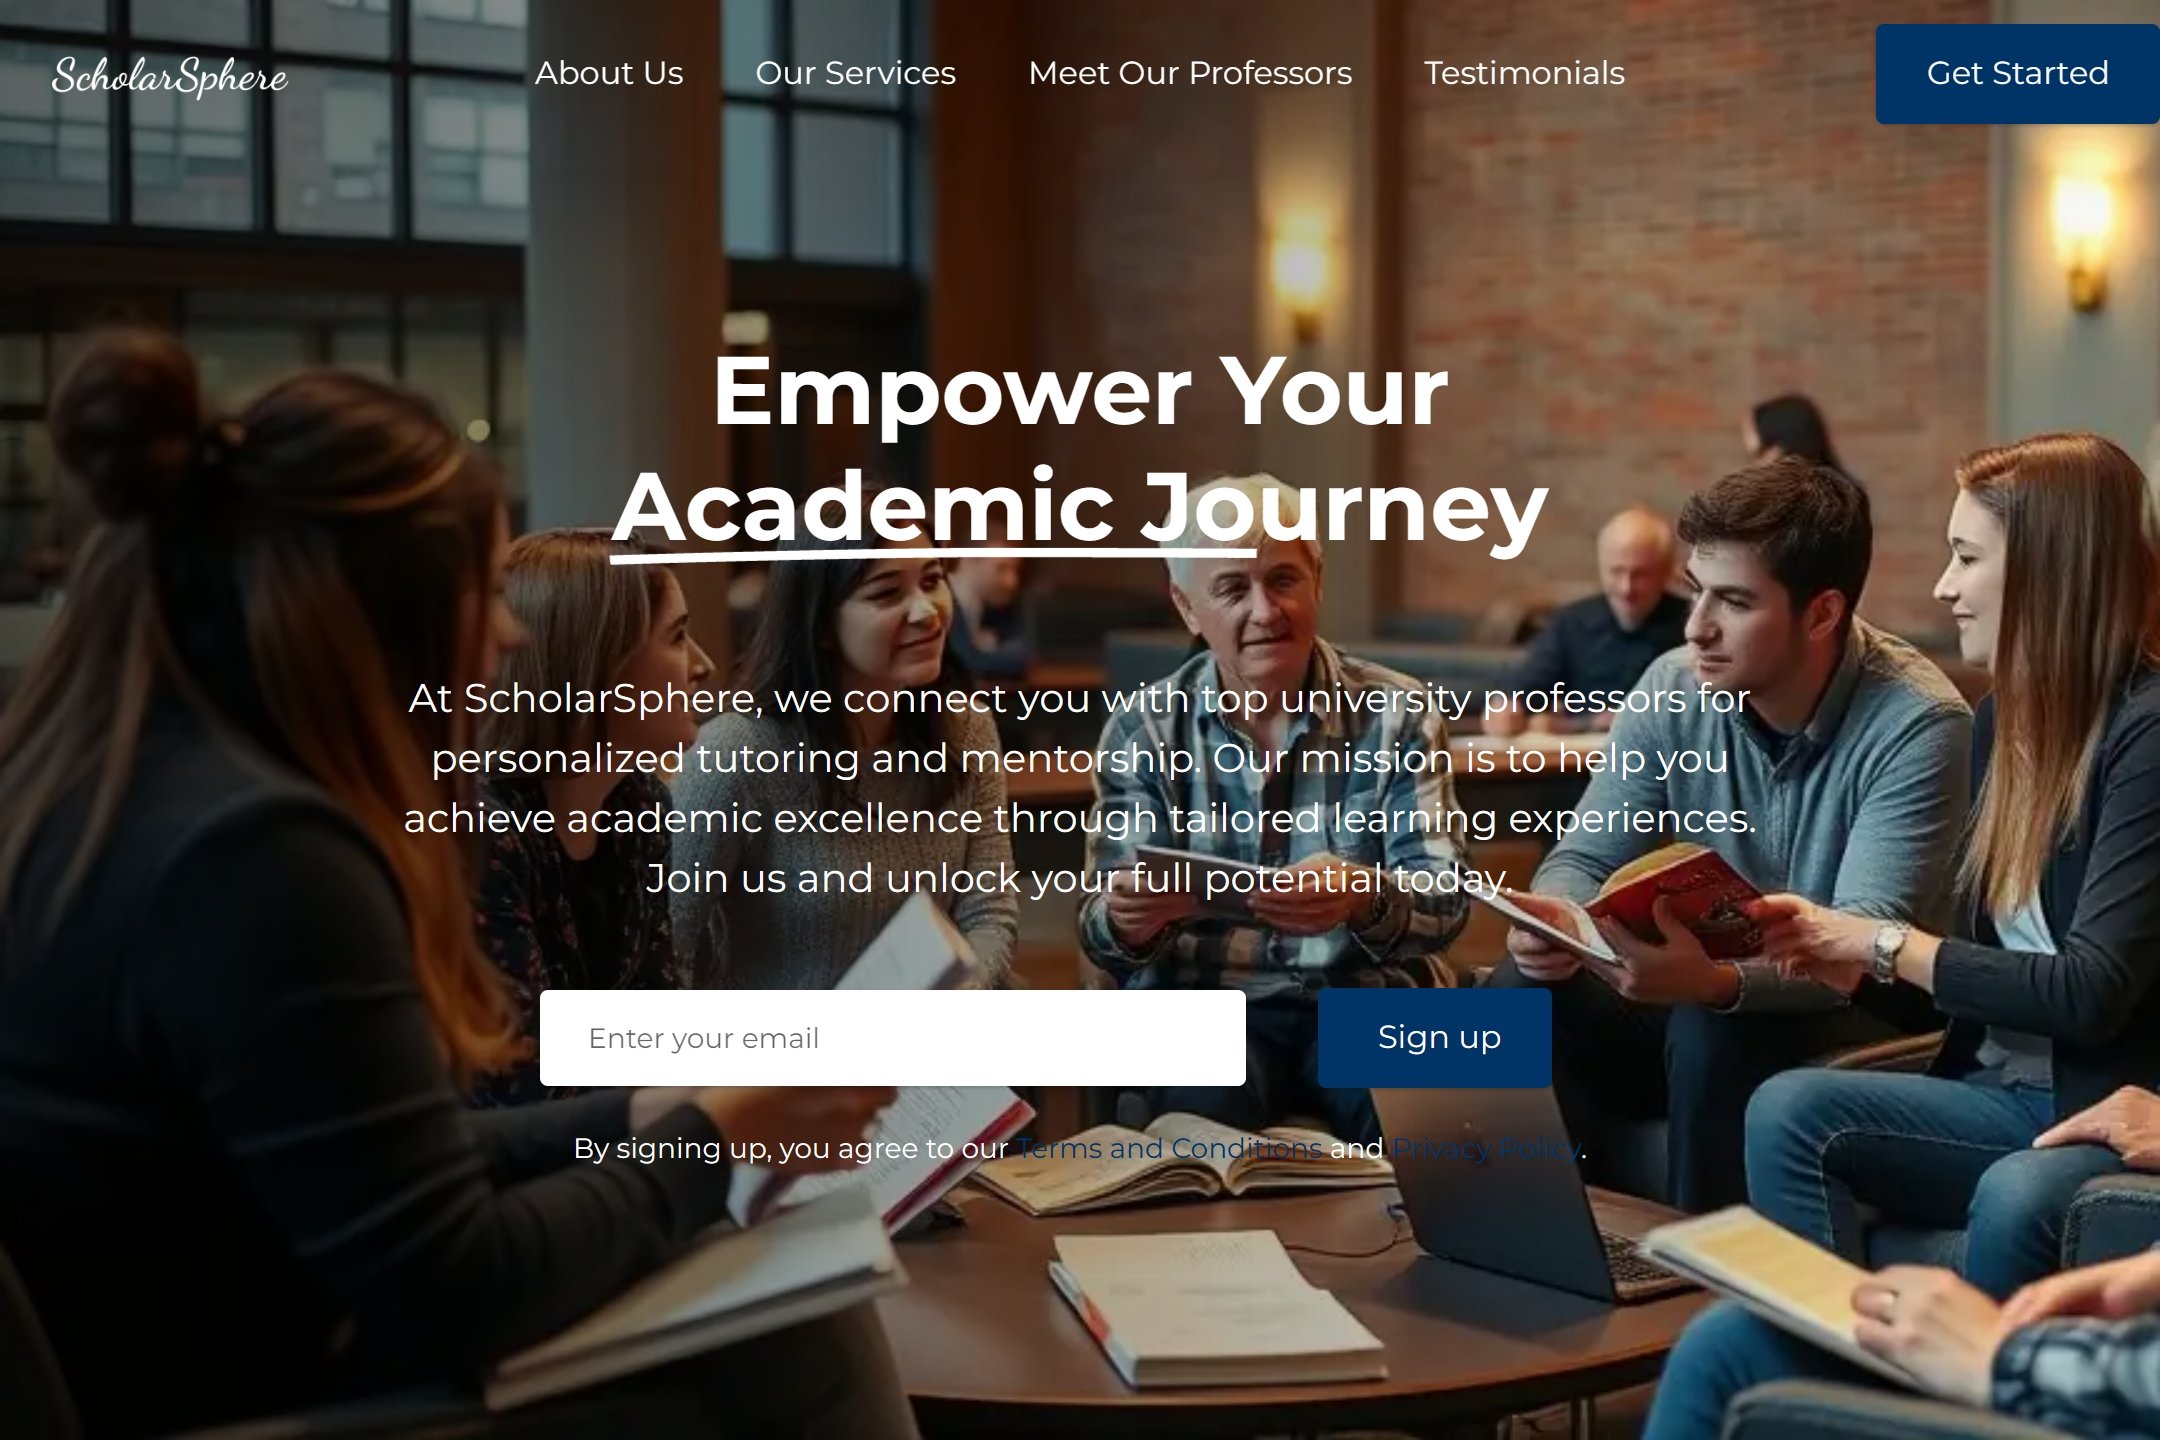 ScholarSphere
About Us
Our Services
Meet Our Professors
Testimonials
Get Started
Empower Your
Academic Journey
At ScholarSphere, we connect you with top university professors for
personalized tutoring and mentorship. Our mission is to help you
achieve academic excellence through tailored learning experiences.
Join us and unlock your full potential today.
Enter your email
Sign up
By signing up, you agree to our Terms and Conditions and Privacy Policy.